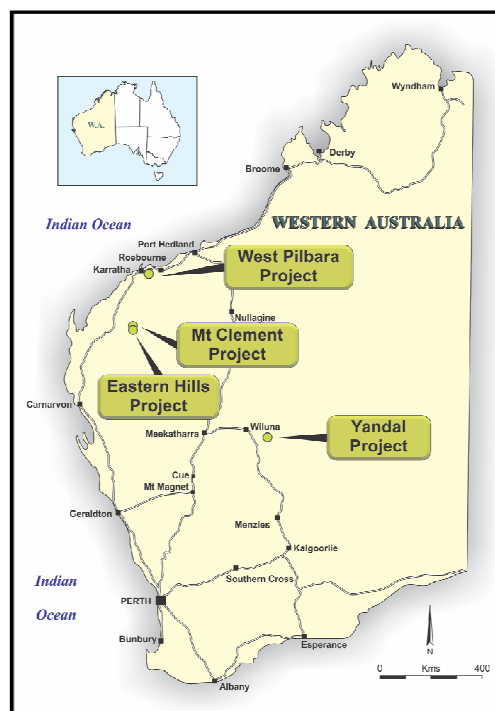 Wyndham
W.A.
Derby
Broome
Indian Ocean
WESTERN AUSTRALIA
Port Hedland
Roebourne
Karratha
West Pilbara
Project
Nullagine
Mt Clement
Project
Eastern Hills
Project
Carnarvon
Meekatharra
Wiluna
Yandal
Project
Cue
Mt Magnet
Geraldton
Menzies
Kalgoorlie
Southern Cross
Indian
Ocean
PERTH
Bunbury
Esperance
Albany
N
0 Kms 400